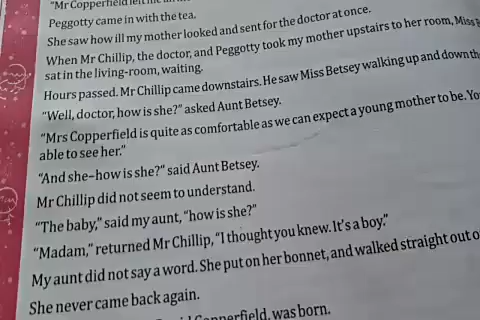 "Mr Copperfield left me an
Peggotty came in with the tea.
She saw how ill my mother looked and sent for the doctor at once.
When Mr Chillip, the doctor, and Peggotty took my mother upstairs to her room, Miss
sat in the living-room, waiting.
Hours passed. Mr Chillip came downstairs. He saw Miss Betsey walking up and down th
"Well, doctor, how is she?" asked Aunt Betsey.
"Mrs Copperfield is quite as comfortable as we can expect a young mother to be. Yo
able to see her."
"And she–how is she?" said Aunt Betsey.
Mr Chillip did not seem to understand.
"The baby," said my aunt, "how is she?"
"Madam," returned Mr Chillip, "I thought you knew. It's a boy."
My aunt did not say a word. She put on her bonnet, and walked straight out o
She never came back again.
Copperfield, was born.